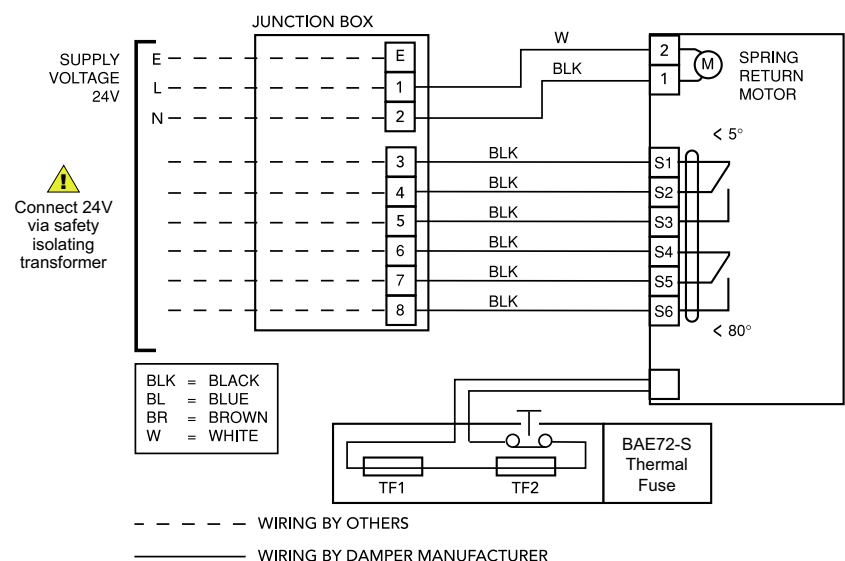 JUNCTION BOX
SUPPLY
VOLTAGE
24V
E
L
N
E
1
2
3
4
5
6
7
8
W
BLK
BLK
BLK
BLK
BLK
BLK
BLK
2
1
M
SPRING
RETURN
MOTOR
< 5°
S1
S2
S3
S4
S5
S6
< 80°
!
Connect 24V
via safety
isolating
transformer
BLK = BLACK
BL = BLUE
BR = BROWN
W = WHITE
TF1
TF2
BAE72-S
Thermal
Fuse
WIRING BY OTHERS
WIRING BY DAMPER MANUFACTURER